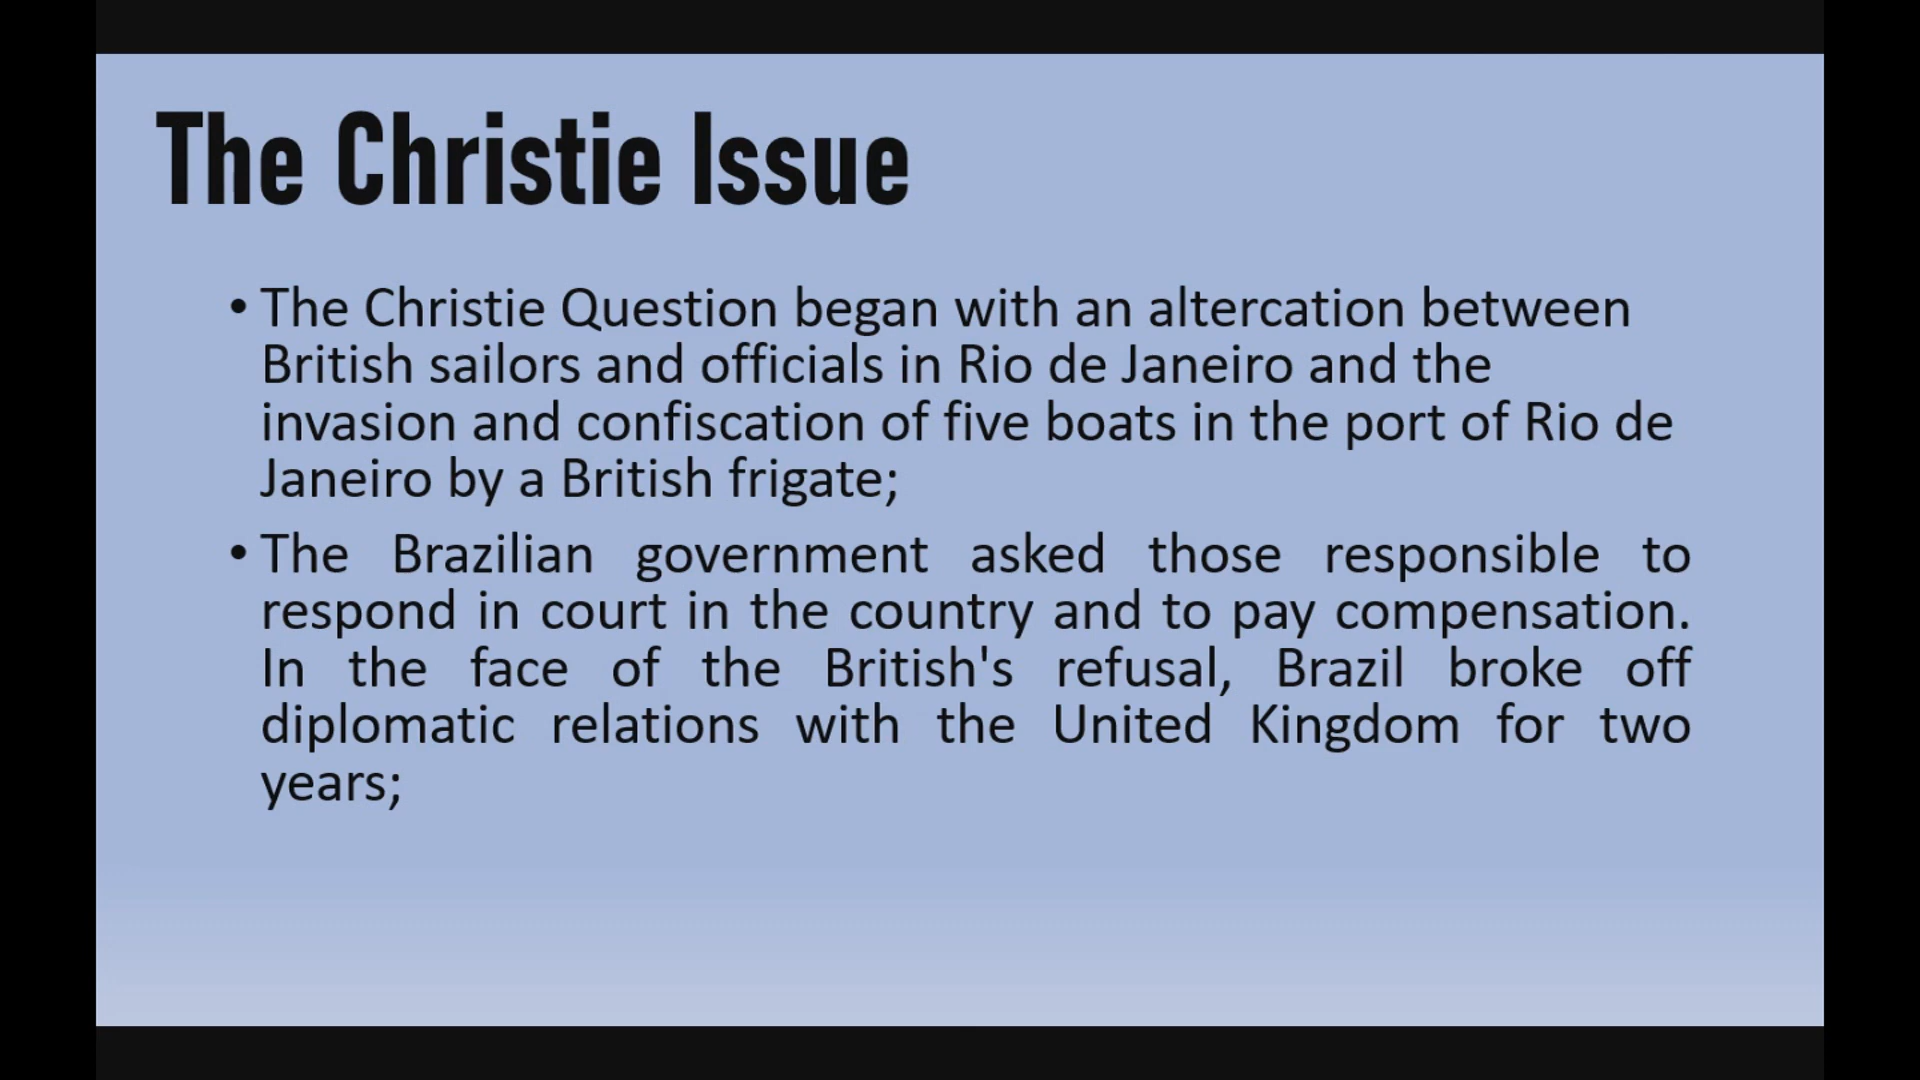 The Christie Issue
• The Christie Question began with an altercation between
British sailors and officials in Rio de Janeiro and the
invasion and confiscation of five boats in the port of Rio de
Janeiro by a British frigate;
• The Brazilian government asked those responsible to
respond in court in the country and to pay compensation.
In the face of the British's refusal, Brazil broke off
diplomatic relations with the United Kingdom for two
years;